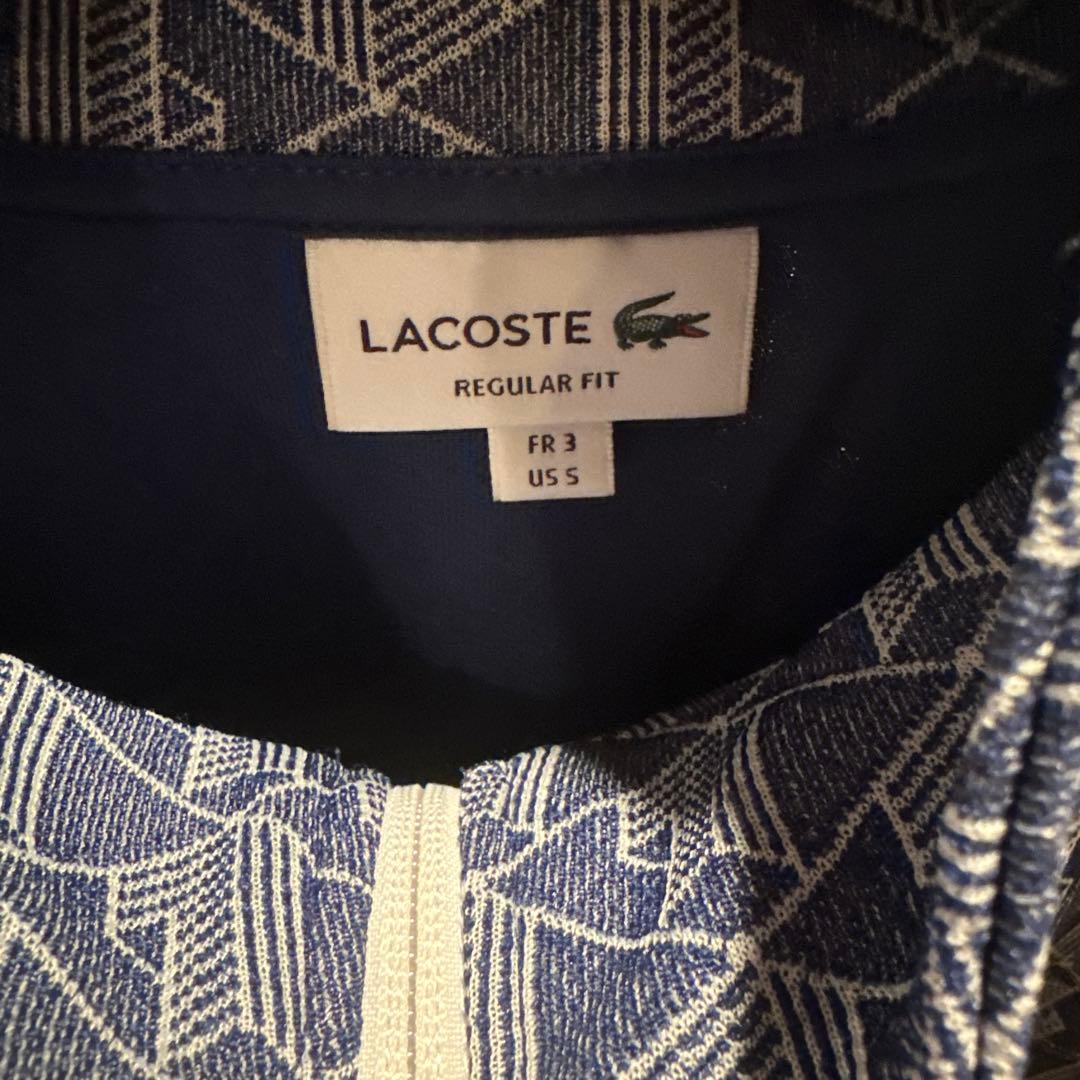 LACOSTE
REGULAR FIT
FR 3
US S